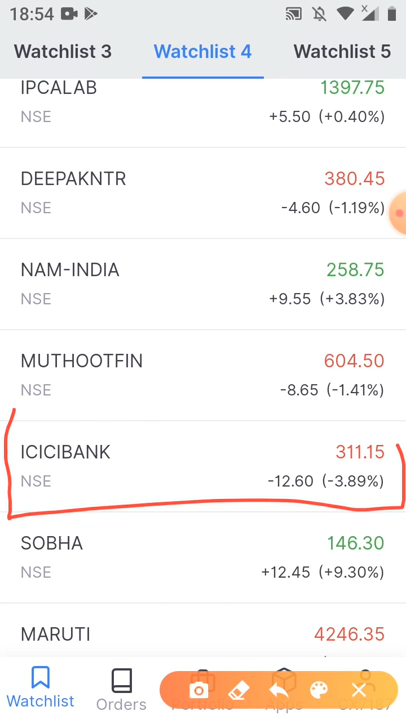 18:54
Watchlist 3 Watchlist 4 Watchlist 5
IPCALAB 1397.75
NSE +5.50 (+0.40%)
DEEPAKNTR 380.45
NSE -4.60 (-1.19%)
NAM-INDIA 258.75
NSE +9.55 (+3.83%)
MUTHOOTFIN 604.50
NSE -8.65 (-1.41%)
ICICIBANK 311.15
NSE -12.60 (-3.89%)
SOBHA 146.30
NSE +12.45 (+9.30%)
MARUTI 4246.35
Watchlist Orders